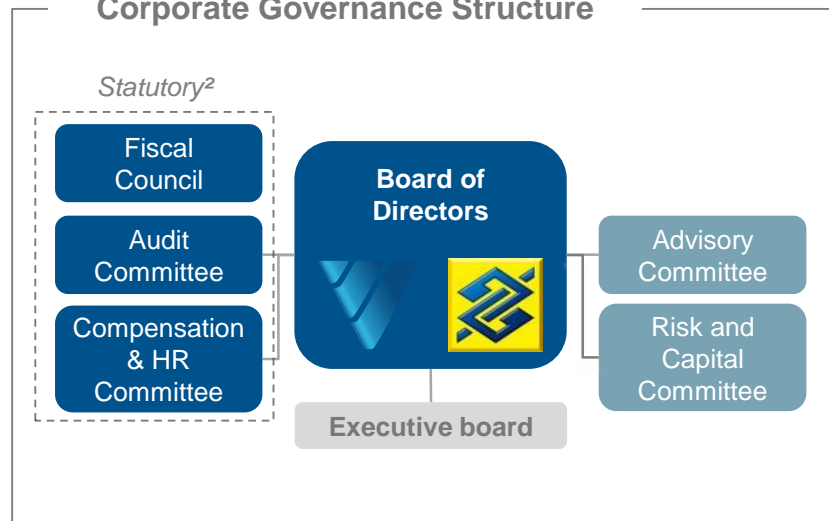 Corporate Governance Structure
Statutory²
Fiscal
Council
Audit
Committee
Compensation
& HR
Committee
Board of
Directors
Advisory
Committee
Risk and
Capital
Committee
Executive board